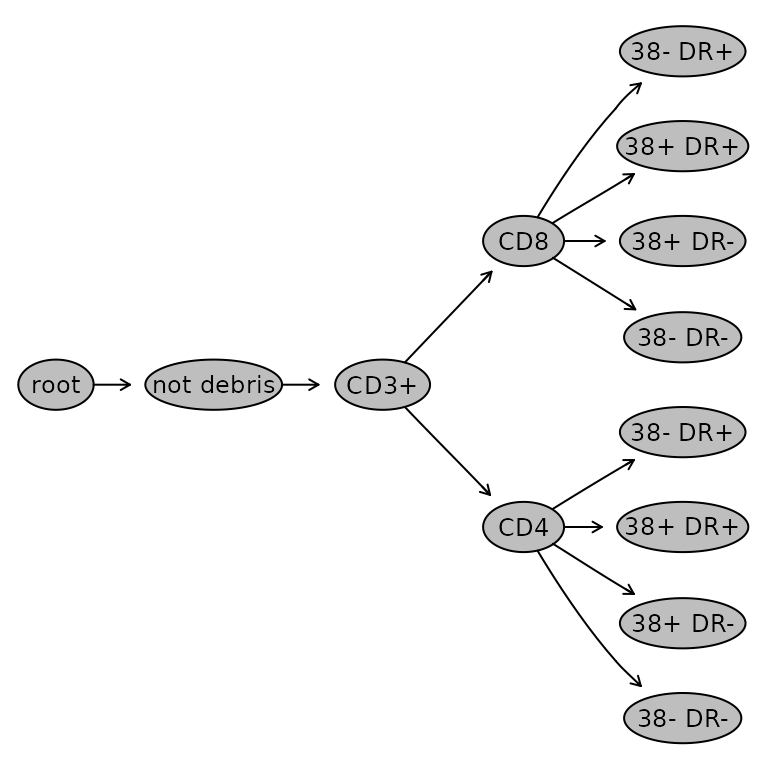 38- DR+
38+ DR+
CD8
38+ DR-
38- DR-
root
not debris
CD3+
38- DR+
CD4
38+ DR+
38+ DR-
38- DR-